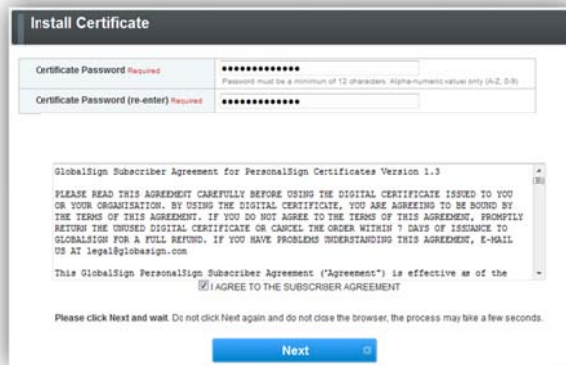 Install Certificate
Certificate Password Required
•••••••••••••
Password must be a minimun of 12 characters. Alpha-numeric values only (A-Z, 0-9)
Certificate Password (re-enter) Required
•••••••••••••
GlobalSign Subscriber Agreement for PersonalSign Certificates Version 1.3
PLEASE READ THIS AGREEMENT CAREFULLY BEFORE USING THE DIGITAL CERTIFICATE ISSUED TO YOU
OR YOUR ORGANISATION. BY USING THE DIGITAL CERTIFICATE, YOU ARE AGREEING TO BE BOUND BY
THE TERMS OF THIS AGREEMENT. IF YOU DO NOT AGREE TO THE TERMS OF THIS AGREEMENT, PROMPTLY
RETURN THE UNUSED DIGITAL CERTIFICATE OR CANCEL THE ORDER WITHIN 7 DAYS OF ISSUANCE TO
GLOBALSIGN FOR A FULL REFUND. IF YOU HAVE PROBLEMS UNDERSTANDING THIS AGREEMENT, E-MAIL
US AT legal@globasign.com
This GlobalSign PersonalSign Subscriber Agreement ("Agreement") is effective as of the
I AGREE TO THE SUBSCRIBER AGREEMENT
Please click Next and wait. Do not click Next again and do not close the browser, the process may take a few seconds.
Next